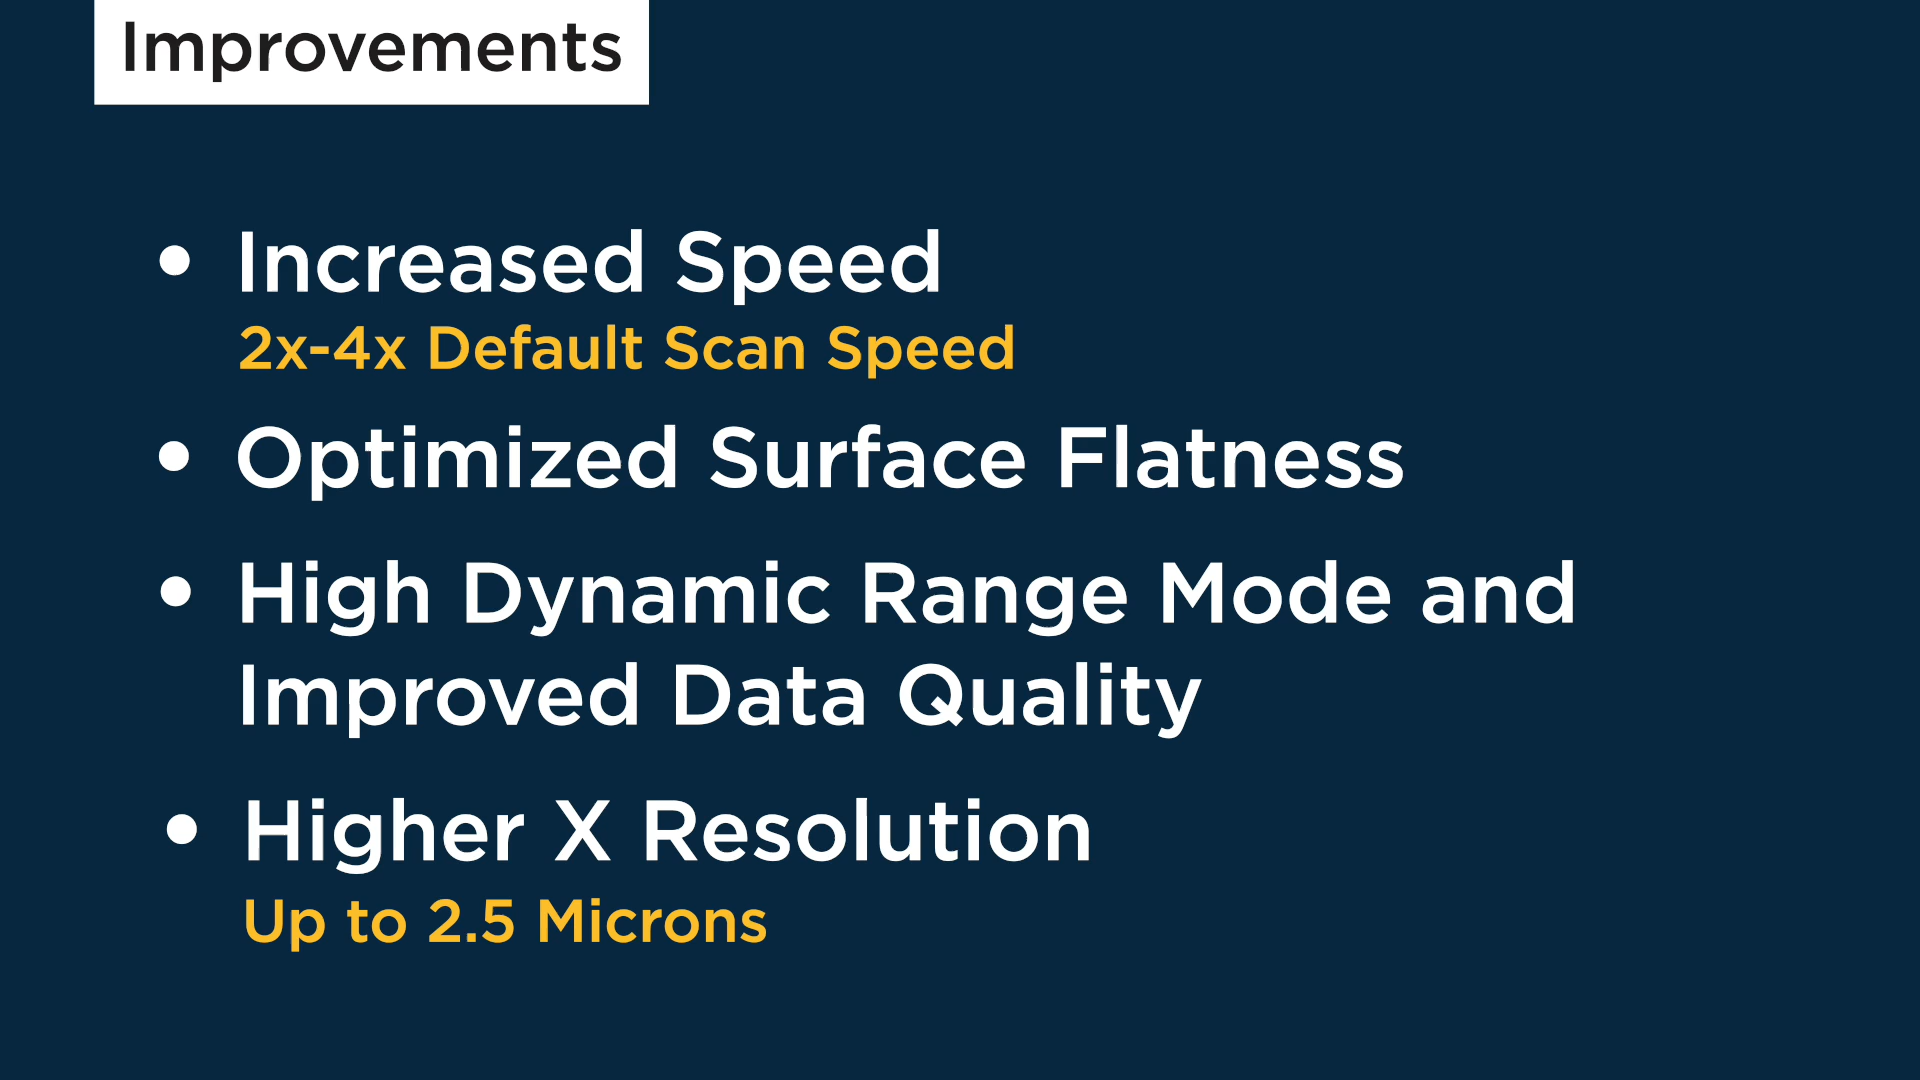 Improvements
• Increased Speed
2x-4x Default Scan Speed
• Optimized Surface Flatness
• High Dynamic Range Mode and
Improved Data Quality
• Higher X Resolution
Up to 2.5 Microns